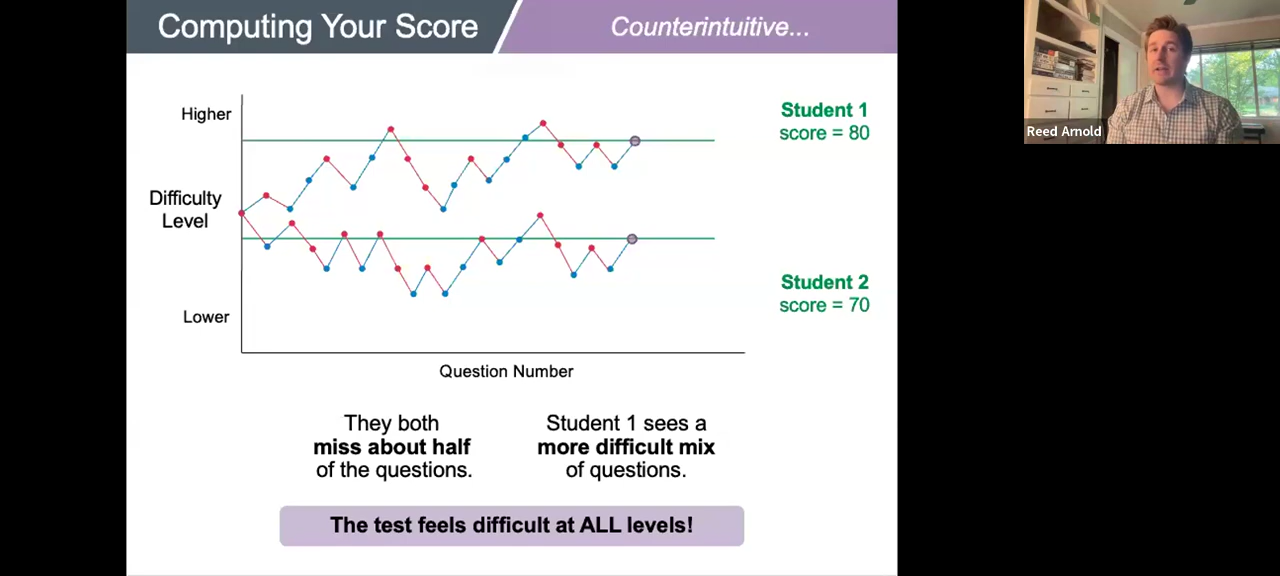 Computing Your Score
Counterintuitive...
Reed Arnold
Higher
Difficulty
Level
Lower
Question Number
Student 1
score = 80
Student 2
score = 70
They both
miss about half
of the questions.
Student 1 sees a
more difficult mix
of questions.
The test feels difficult at ALL levels!